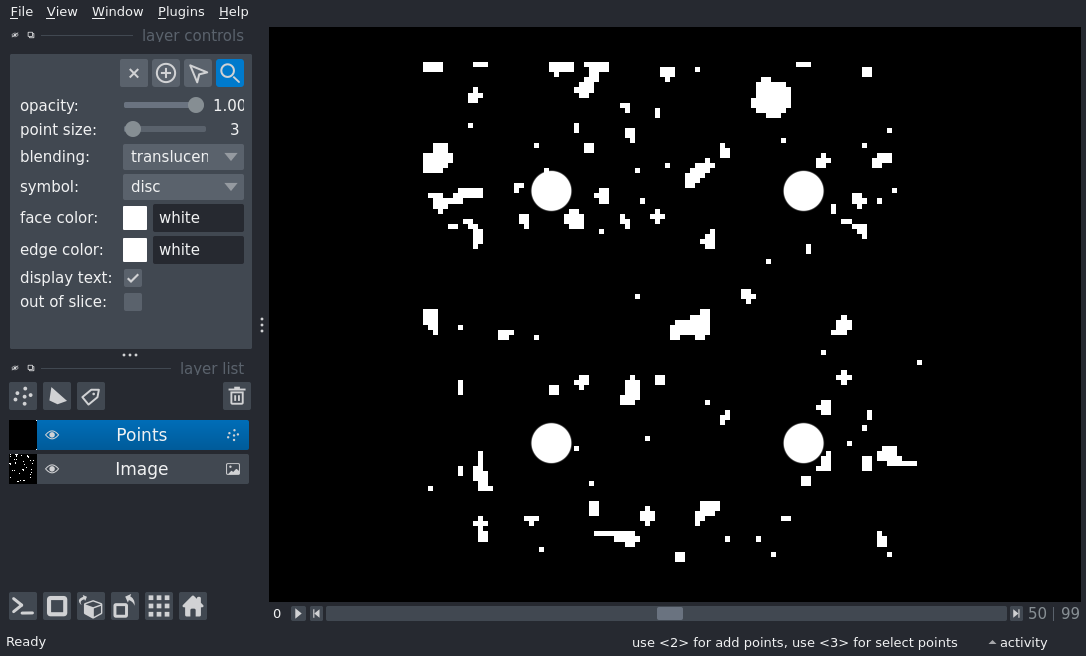 File View Window Plugins Help
layer controls
opacity: 1.00
point size: 3
blending: translucen
symbol: disc
face color: white
edge color: white
display text:
out of slice:
layer list
Points
Image
0 50 | 99
Ready use <2> for add points, use <3> for select points activity